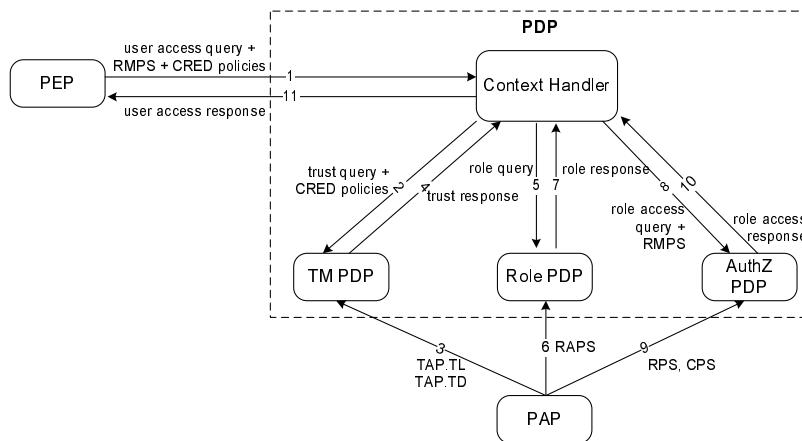 PDP
user access query +
RMPS + CRED policies
PEP
1
Context Handler
11
user access response
trust query +
CRED policies
2
4
trust response
role query
5
7
role response
8
10
role access
query +
RMPS
role access
response
TM PDP
Role PDP
AuthZ
PDP
3
TAP.TL
TAP.TD
6 RAPS
9
RPS, CPS
PAP